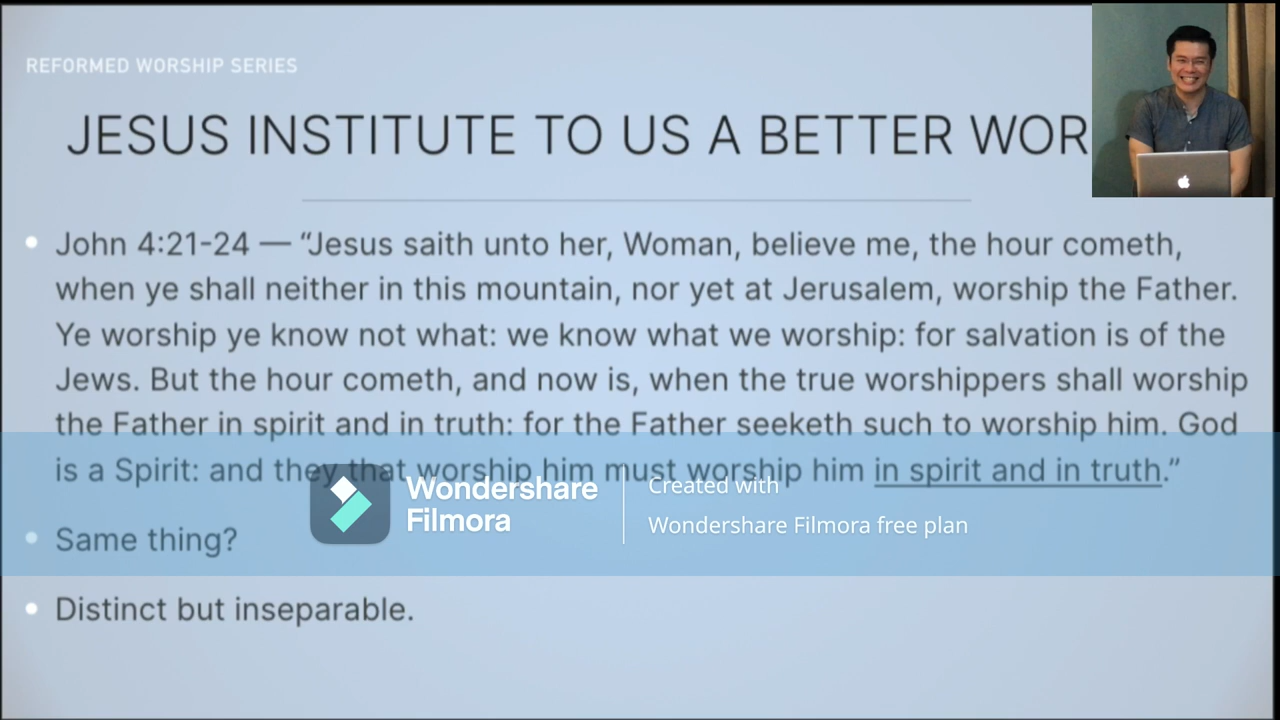 REFORMED WORSHIP SERIES
JESUS INSTITUTE TO US A BETTER WOR
John 4:21-24 — “Jesus saith unto her, Woman, believe me, the hour cometh,
when ye shall neither in this mountain, nor yet at Jerusalem, worship the Father.
Ye worship ye know not what: we know what we worship: for salvation is of the
Jews. But the hour cometh, and now is, when the true worshippers shall worship
the Father in spirit and in truth: for the Father seeketh such to worship him. God
is a Spirit: and they that worship him must worship him in spirit and in truth.”
Wondershare
Filmora
Created with
Wondershare Filmora free plan
Same thing?
Distinct but inseparable.